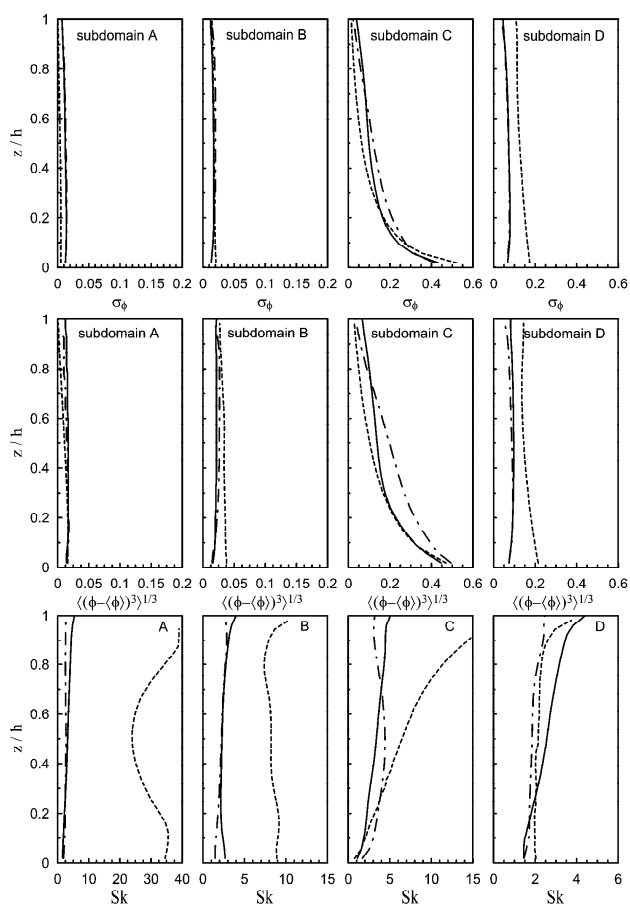 1
0.8
0.6
0.4
0.2
0
z / h
subdomain A
subdomain B
subdomain C
subdomain D
0 0.05 0.1 0.15 0.2
0 0.05 0.1 0.15 0.2
0 0.2 0.4 0.6
0 0.2 0.4 0.6
σϕ σϕ σϕ σϕ
1
0.8
0.6
0.4
0.2
0
z / h
subdomain A
subdomain B
subdomain C
subdomain D
0 0.05 0.1 0.15 0.2
0 0.05 0.1 0.15 0.2
0 0.2 0.4 0.6
0 0.2 0.4 0.6
⟨(ϕ-⟨ϕ⟩)³⟩¹/³ ⟨(ϕ-⟨ϕ⟩)³⟩¹/³ ⟨(ϕ-⟨ϕ⟩)³⟩¹/³ ⟨(ϕ-⟨ϕ⟩)³⟩¹/³
1
0.8
0.6
0.4
0.2
0
z / h
A
B
C
D
0 10 20 30 40
0 5 10 15
0 5 10 15
0 2 4 6
Sk Sk Sk Sk